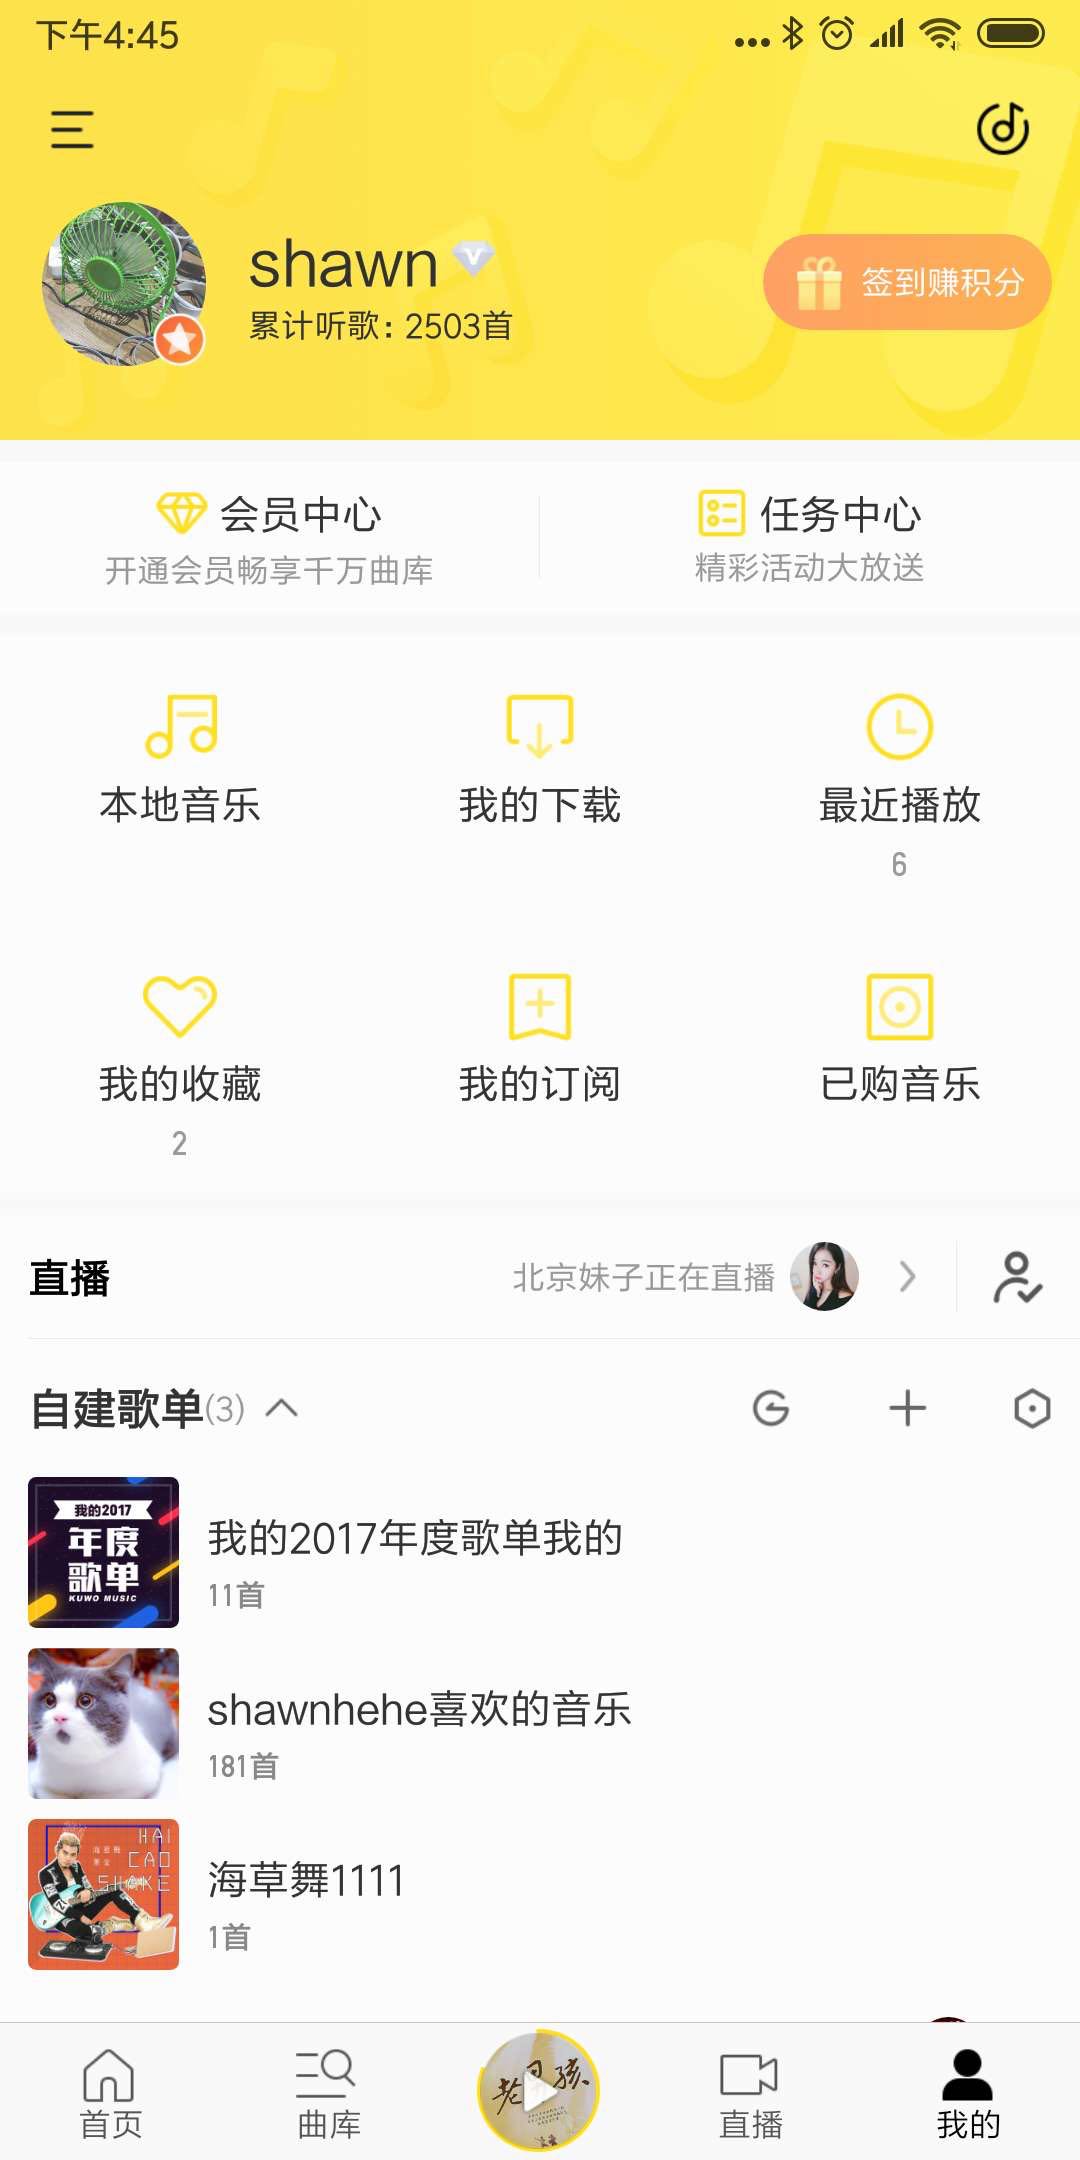 下午4:45
shawn
V
累计听歌：2503首
签到赚积分
会员中心
开通会员畅享千万曲库
任务中心
精彩活动大放送
本地音乐
我的下载
最近播放
6
我的收藏
2
我的订阅
已购音乐
直播
北京妹子正在直播
自建歌单(3)
我的2017
年度
歌单
KUWO MUSIC
我的2017年度歌单我的
11首
shawnhehe喜欢的音乐
181首
HAI
CAO
SHAKE
海草舞1111
1首
首页
曲库
老男孩
直播
我的